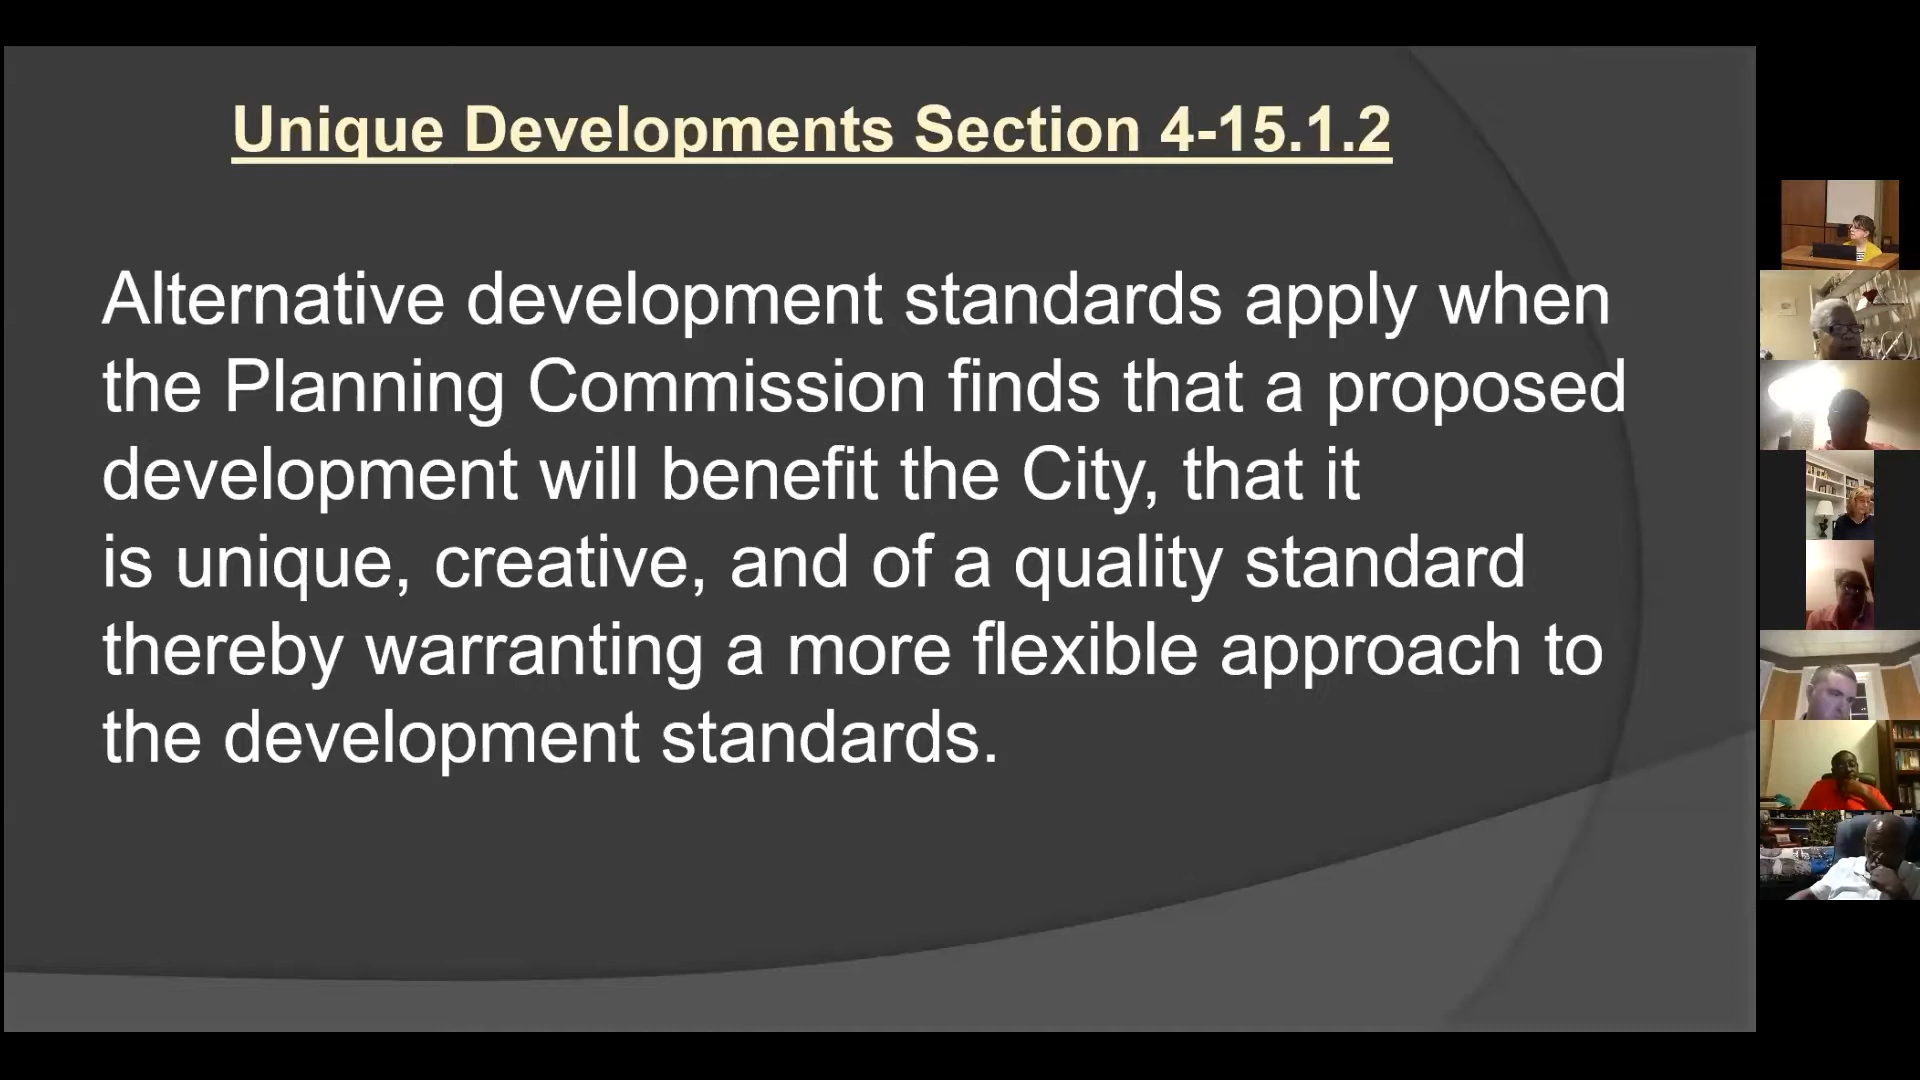 Unique Developments Section 4-15.1.2
Alternative development standards apply when
the Planning Commission finds that a proposed
development will benefit the City, that it
is unique, creative, and of a quality standard
thereby warranting a more flexible approach to
the development standards.